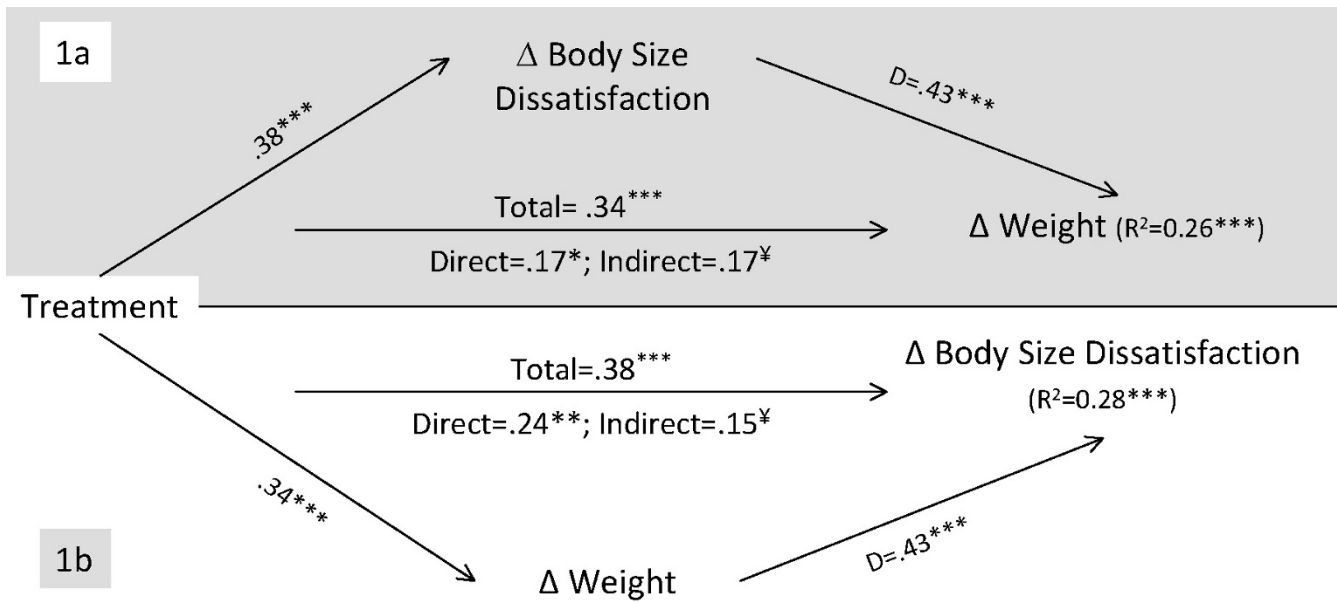 1a
Δ Body Size
Dissatisfaction
.38***
D=.43***
Total= .34***
Direct=.17*; Indirect=.17¥
Δ Weight (R²=0.26***)
Treatment
Total=.38***
Direct=.24**; Indirect=.15¥
Δ Body Size Dissatisfaction
(R²=0.28***)
.34***
D=.43***
1b
Δ Weight